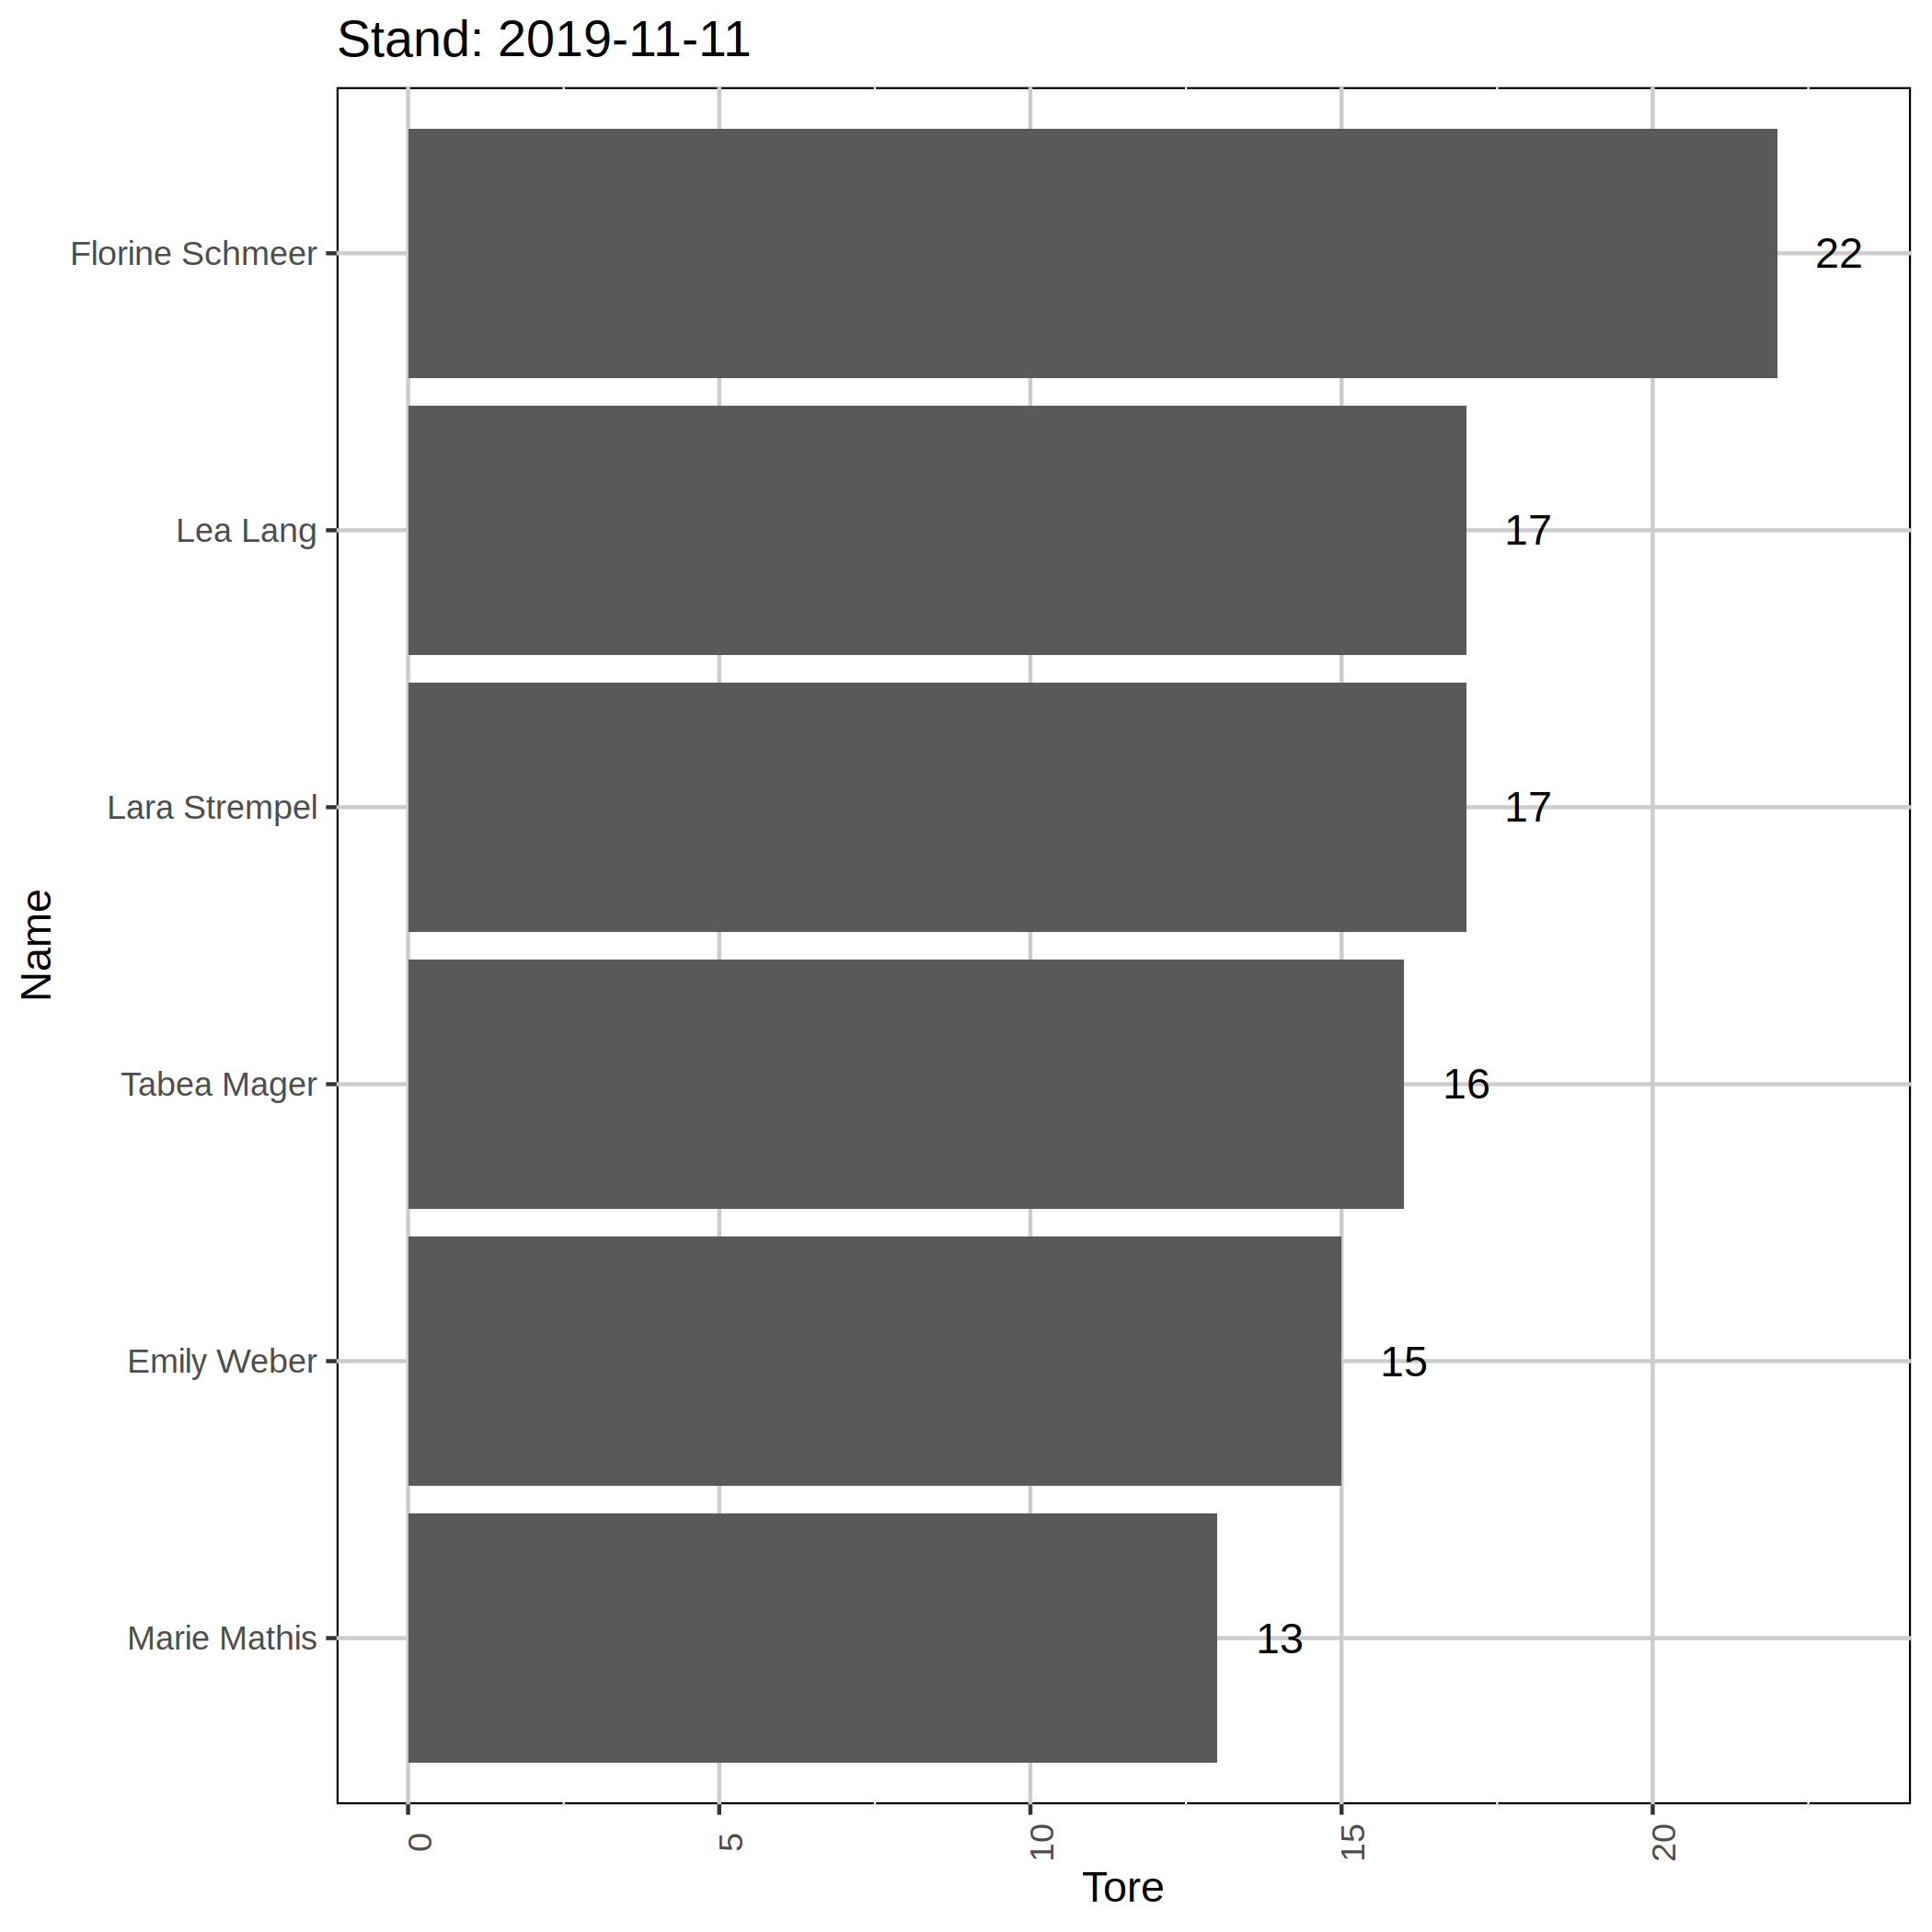 Stand: 2019-11-11
Florine Schmeer 22
Lea Lang 17
Lara Strempel 17
Name
Tabea Mager 16
Emily Weber 15
Marie Mathis 13
0 5 10 15 20
Tore